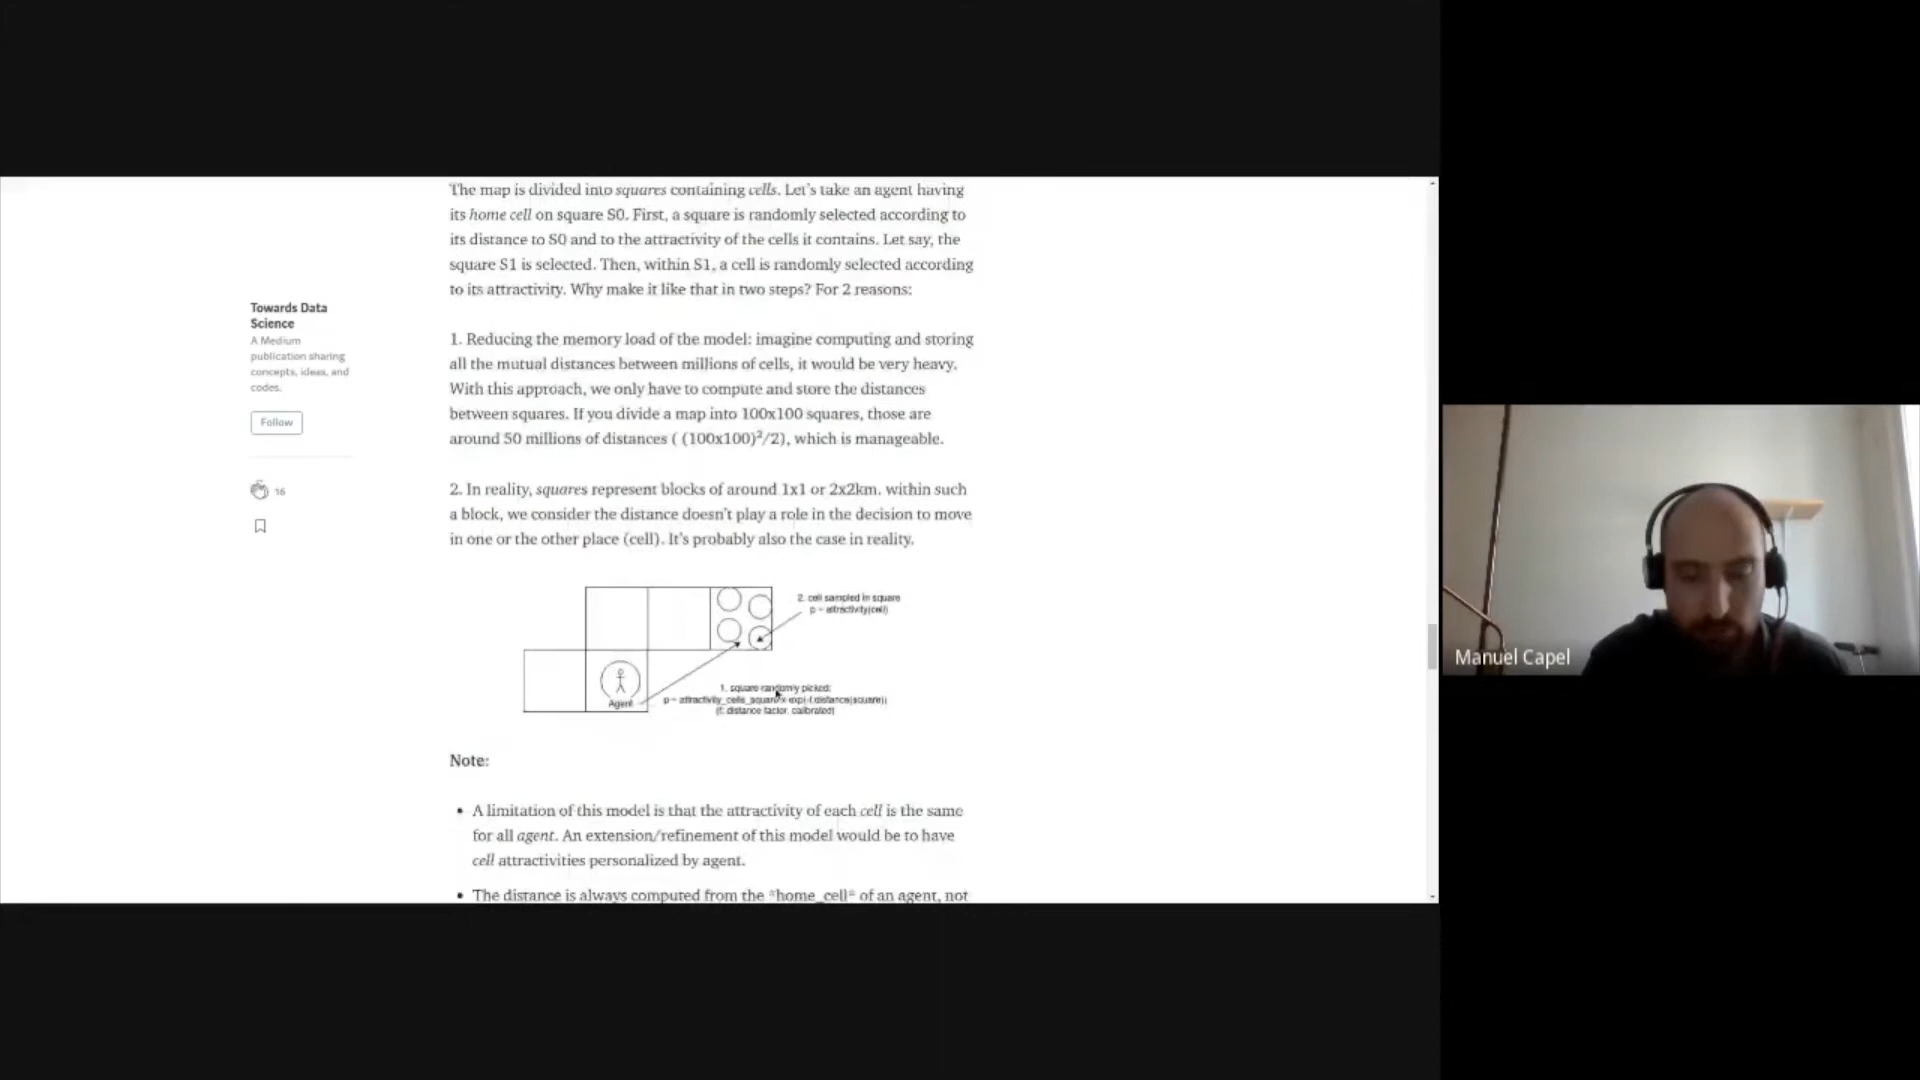 The map is divided into squares containing cells. Let's take an agent having
its home cell on square S0. First, a square is randomly selected according to
its distance to S0 and to the attractivity of the cells it contains. Let say, the
square S1 is selected. Then, within S1, a cell is randomly selected according
to its attractivity. Why make it like that in two steps? For 2 reasons:
Towards Data
Science
A Medium
publication sharing
concepts, ideas, and
codes.
Follow
16
1. Reducing the memory load of the model: imagine computing and storing
all the mutual distances between millions of cells, it would be very heavy.
With this approach, we only have to compute and store the distances
between squares. If you divide a map into 100x100 squares, those are
around 50 millions of distances ( (100x100)²/2), which is manageable.
2. In reality, squares represent blocks of around 1x1 or 2x2km. within such
a block, we consider the distance doesn't play a role in the decision to move
in one or the other place (cell). It's probably also the case in reality.
2. cell sampled in square
p ~ attractivity(cell)
Agent
1. square randomly picked:
p ~ attractivity_cells_square x exp(-f.distance(square))
(f: distance factor, calibrated)
Note:
• A limitation of this model is that the attractivity of each cell is the same
for all agent. An extension/refinement of this model would be to have
cell attractivities personalized by agent.
• The distance is always computed from the *home_cell* of an agent, not
Manuel Capel